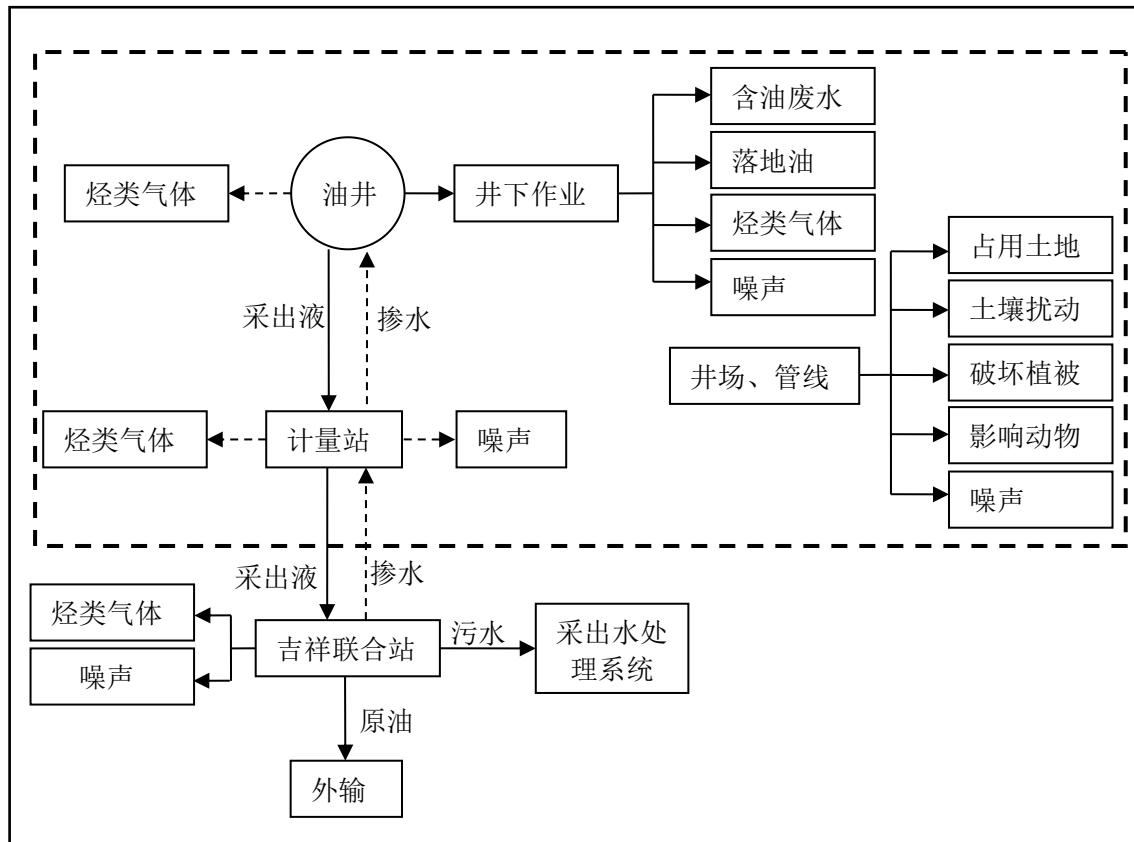 含油废水
落地油
烃类气体
油井
井下作业
烃类气体
噪声
占用土地
土壤扰动
采出液
掺水
井场、管线
破坏植被
烃类气体
计量站
噪声
影响动物
噪声
采出液
掺水
烃类气体
噪声
吉祥联合站
污水
采出水处
理系统
原油
外输